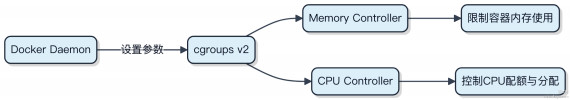 Docker Daemon
设置参数
cgroups v2
Memory Controller
限制容器内存使用
CPU Controller
控制CPU配额与分配